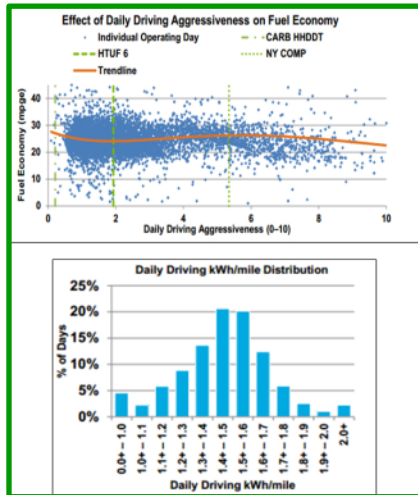 Effect of Daily Driving Aggressiveness on Fuel Economy
Individual Operating Day
CARB HHDDT
HTUF 6
NY COMP
Trendline
Fuel Economy (mpge)
40
30
20
10
0
0 2 4 6 8 10
Daily Driving Aggressiveness (0–10)
Daily Driving kWh/mile Distribution
% of Days
25%
20%
15%
10%
5%
0%
0.0+ – 1.0
1.0+ – 1.1
1.1+ – 1.2
1.2+ – 1.3
1.3+ – 1.4
1.4+ – 1.5
1.5+ – 1.6
1.6+ – 1.7
1.7+ – 1.8
1.8+ – 1.9
1.9+ – 2.0
2.0+
Daily Driving kWh/mile